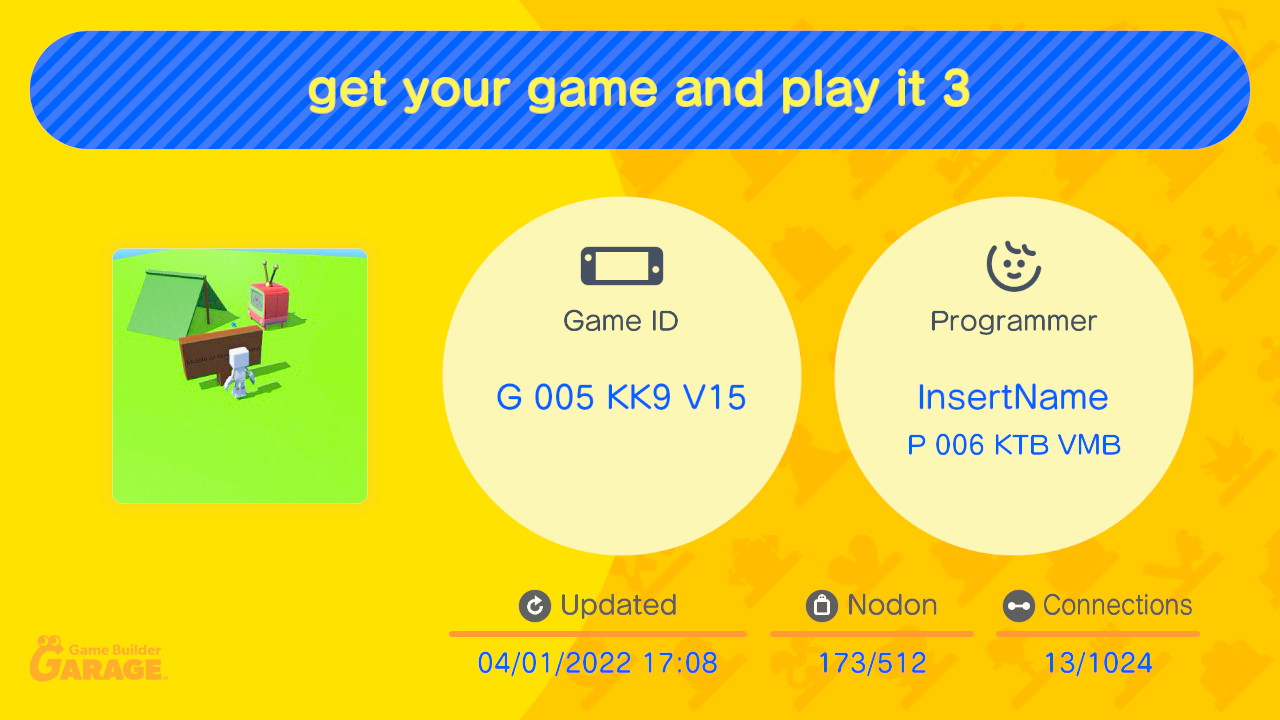 get your game and play it 3
Game ID
G 005 KK9 V15
Programmer
InsertName
P 006 KTB VMB
Updated
Nodon
Connections
04/01/2022 17:08
173/512
13/1024
Game Builder
GARAGE™